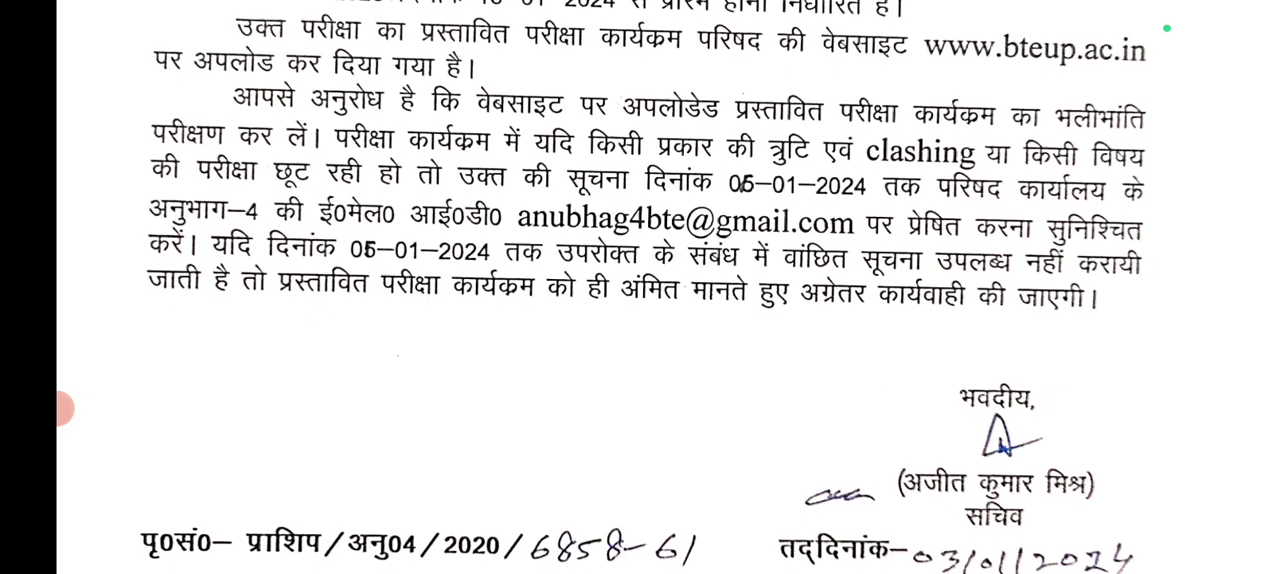 2024 से प्रारम्भ होना निर्धारित है।
उक्त परीक्षा का प्रस्तावित परीक्षा कार्यक्रम परिषद की वेबसाइट www.bteup.ac.in
पर अपलोड कर दिया गया है।
आपसे अनुरोध है कि वेबसाइट पर अपलोडेड प्रस्तावित परीक्षा कार्यक्रम का भलीभांति
परीक्षण कर लें। परीक्षा कार्यक्रम में यदि किसी प्रकार की त्रुटि एवं clashing या किसी विषय
की परीक्षा छूट रही हो तो उक्त की सूचना दिनांक 05-01-2024 तक परिषद कार्यालय के
अनुभाग-4 की ई0मेल0 आई0डी0 anubhag4bte@gmail.com पर प्रेषित करना सुनिश्चित
करें। यदि दिनांक 05-01-2024 तक उपरोक्त के संबंध में वांछित सूचना उपलब्ध नहीं करायी
जाती है तो प्रस्तावित परीक्षा कार्यक्रम को ही अंमित मानते हुए अग्रेतर कार्यवाही की जाएगी।
भवदीय,
(अजीत कुमार मिश्र)
सचिव
पृ0सं0- प्राशिप/अनु04/2020/6858-61 तद्दिनांक-03/01/2024